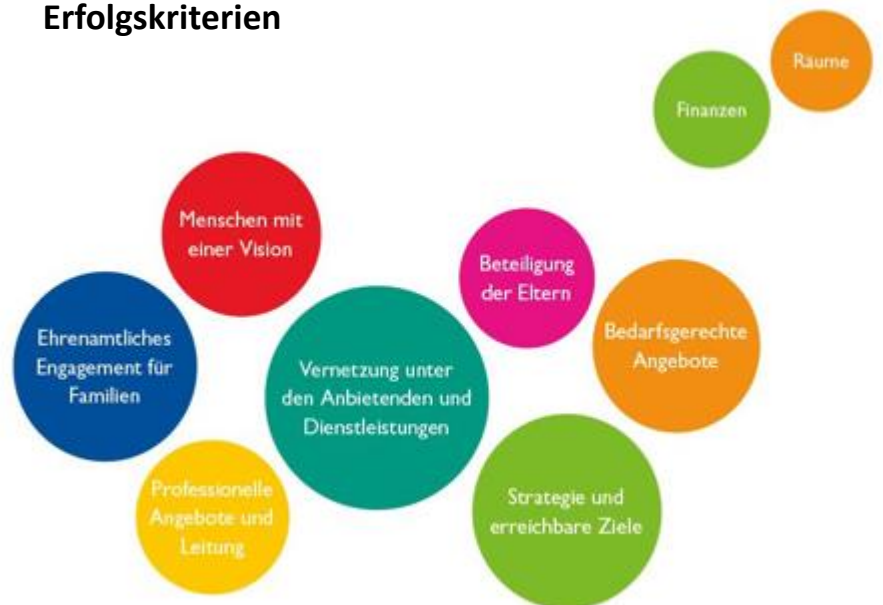 Erfolgskriterien
Räume
Finanzen
Menschen mit
einer Vision
Beteiligung
der Eltern
Ehrenamtliches
Engagement für
Familien
Vernetzung unter
den Anbietenden und
Dienstleistungen
Bedarfsgerechte
Angebote
Professionelle
Angebote und
Leitung
Strategie und
erreichbare Ziele